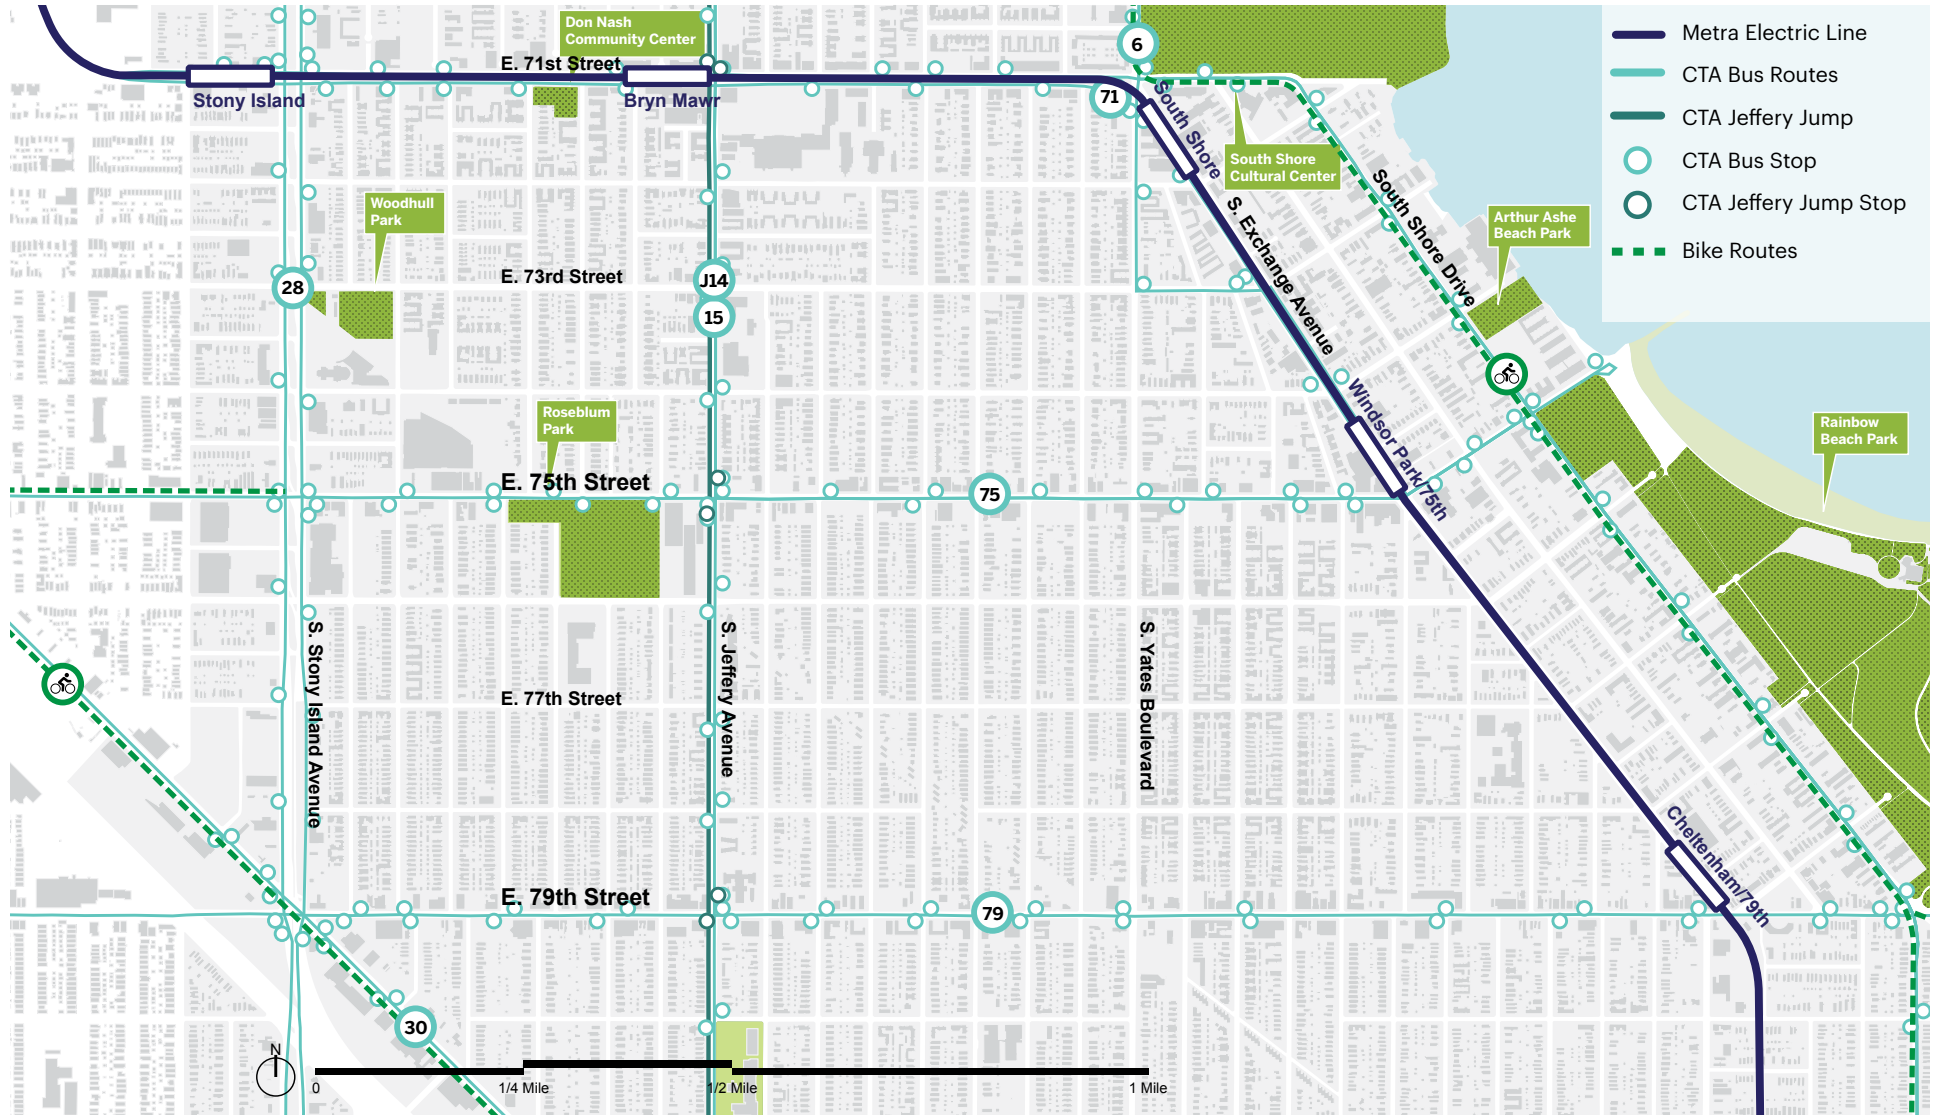 Don Nash
Community Center
E. 71st Street
Stony Island
Bryn Mawr
6
71
South Shore
South Shore
Cultural Center
Metra Electric Line
CTA Bus Routes
CTA Jeffery Jump
CTA Bus Stop
CTA Jeffery Jump Stop
Bike Routes
Woodhull
Park
S. Exchange Avenue
South Shore Drive
Arthur Ashe
Beach Park
E. 73rd Street
28
J14
15
Roseblum
Park
Windsor Park/75th
Rainbow
Beach Park
E. 75th Street
75
S. Stony Island Avenue
S. Jeffery Avenue
S. Yates Boulevard
E. 77th Street
Cheltenham/79th
E. 79th Street
79
30
N
0
1/4 Mile
1/2 Mile
1 Mile